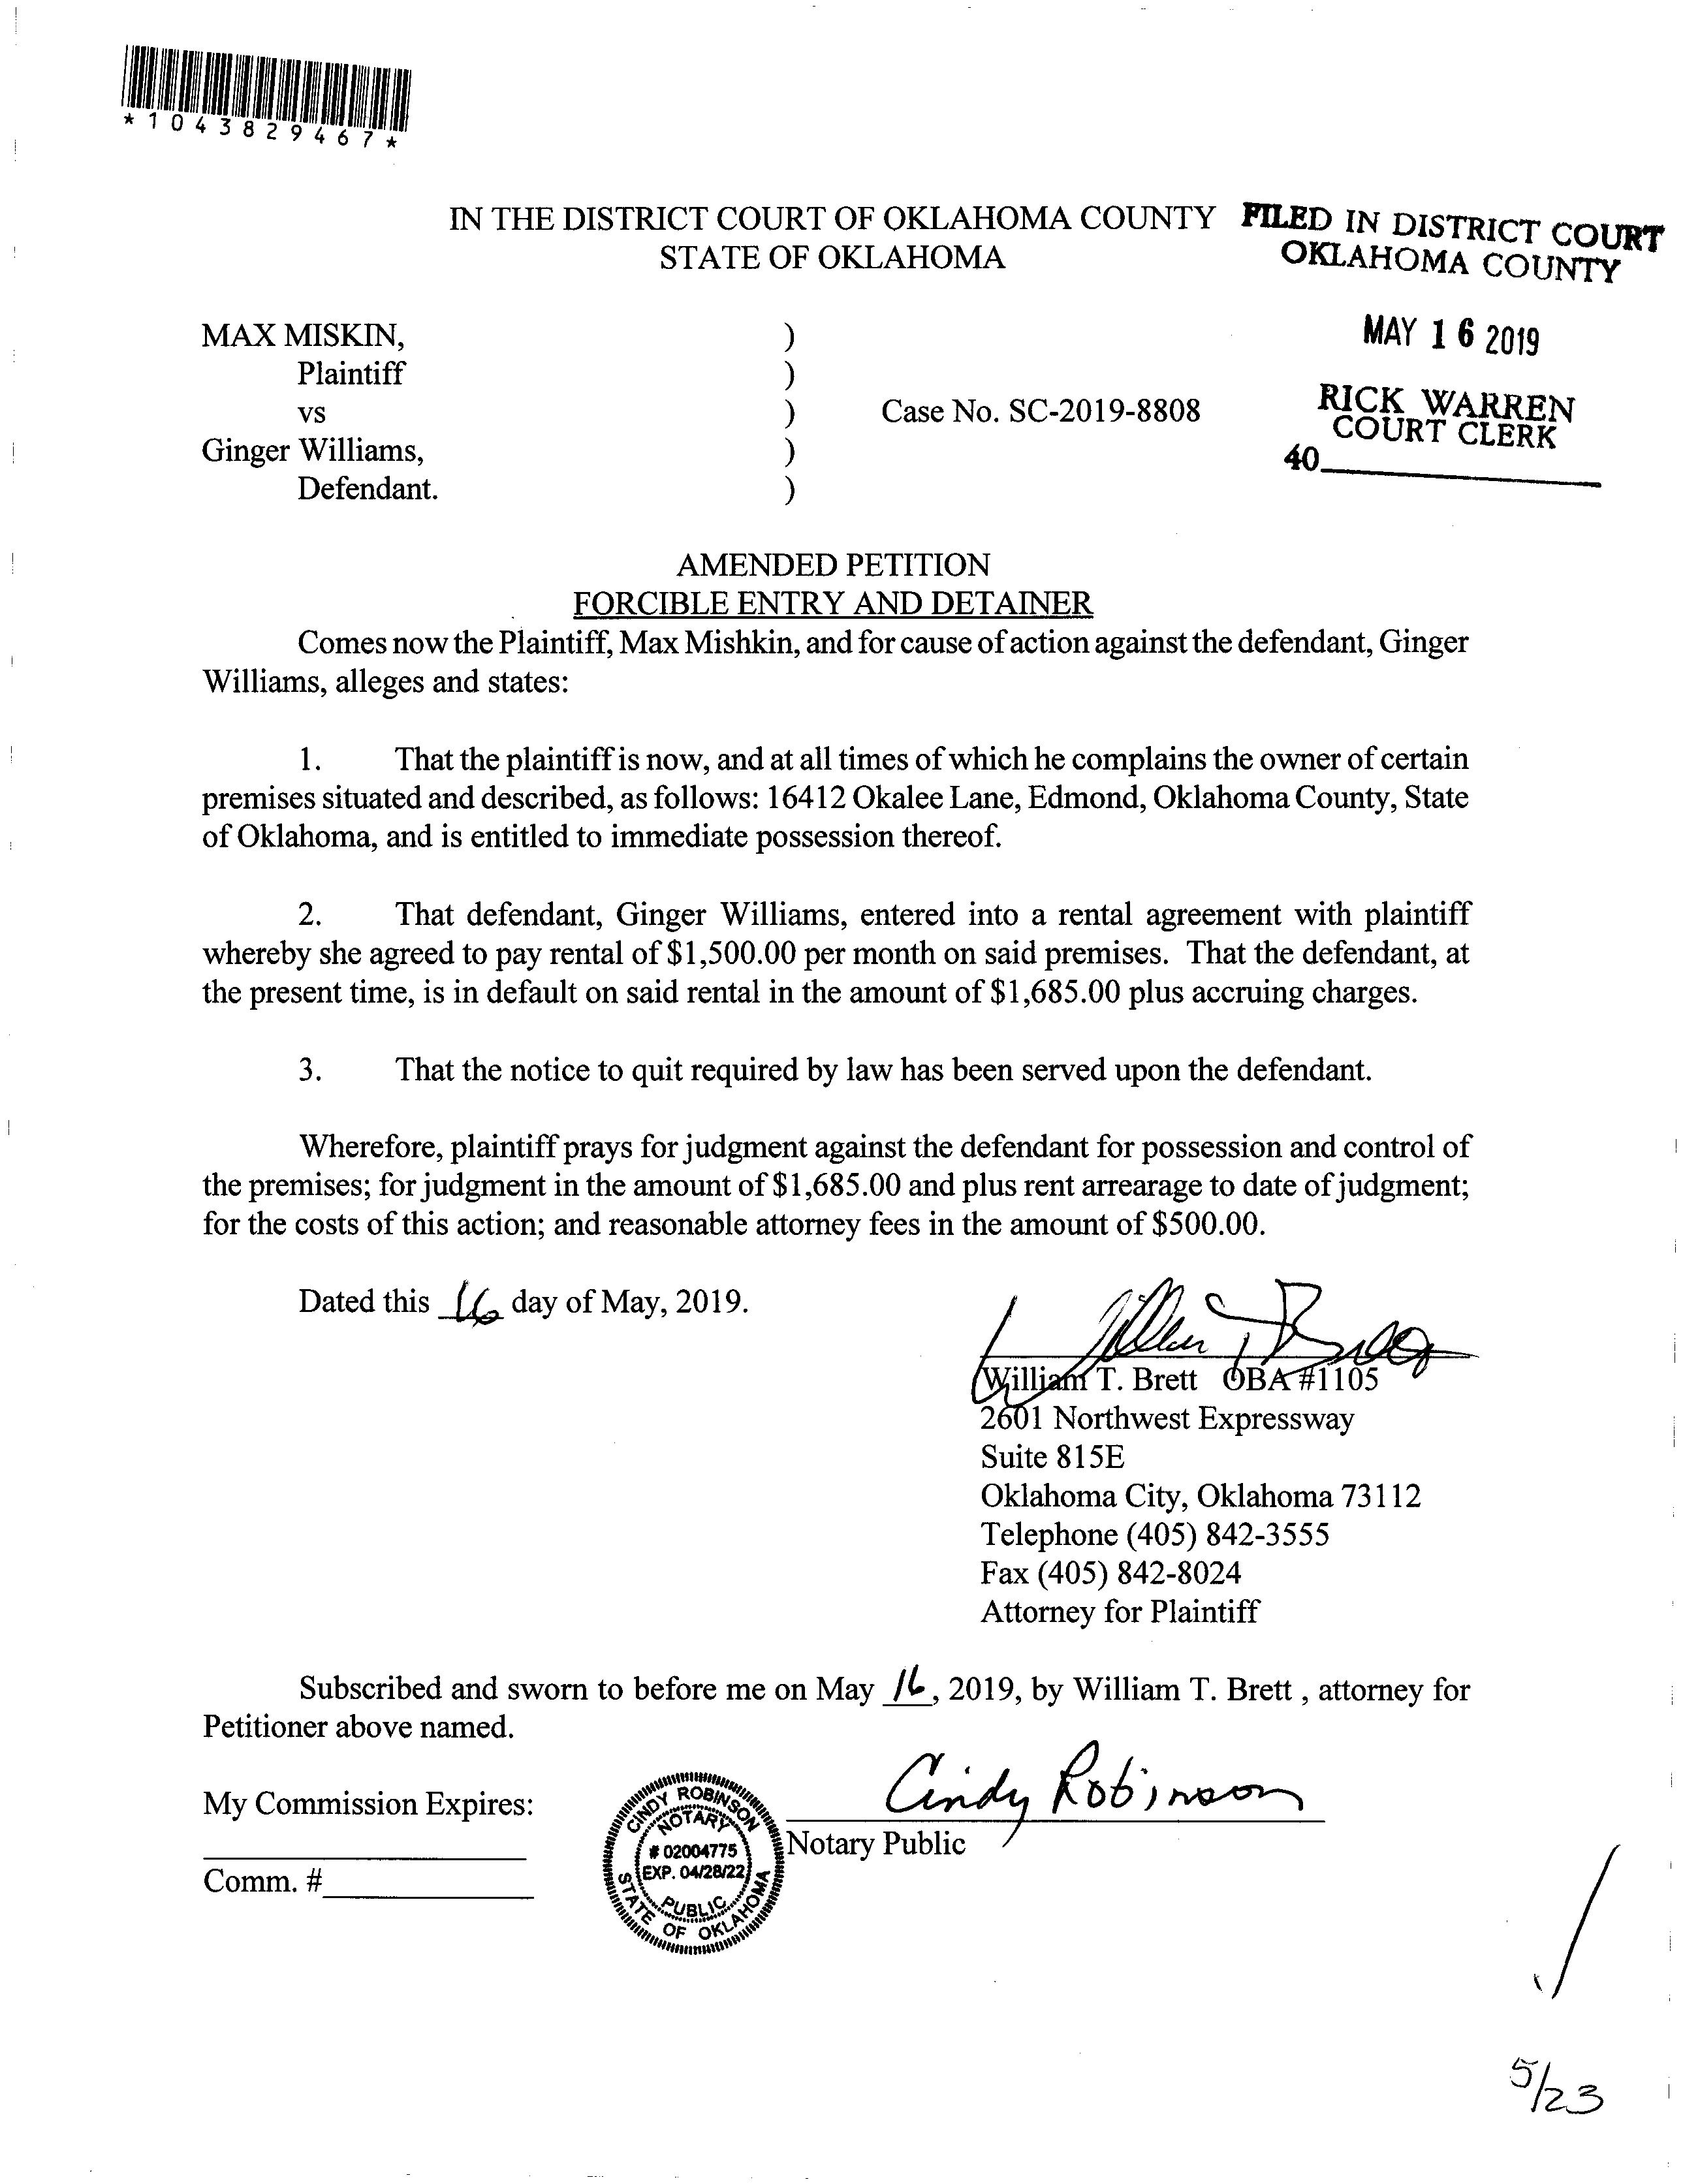 *1043829467*
IN THE DISTRICT COURT OF OKLAHOMA COUNTY
STATE OF OKLAHOMA
FILED IN DISTRICT COURT
OKLAHOMA COUNTY
MAY 16 2019
RICK WARREN
COURT CLERK
40
MAX MISKIN, )
Plaintiff )
vs ) Case No. SC-2019-8808
Ginger Williams, )
Defendant. )
AMENDED PETITION
FORCIBLE ENTRY AND DETAINER
Comes now the Plaintiff, Max Mishkin, and for cause of action against the defendant, Ginger
Williams, alleges and states:
1. That the plaintiff is now, and at all times of which he complains the owner of certain
premises situated and described, as follows: 16412 Okalee Lane, Edmond, Oklahoma County, State
of Oklahoma, and is entitled to immediate possession thereof.
2. That defendant, Ginger Williams, entered into a rental agreement with plaintiff
whereby she agreed to pay rental of $1,500.00 per month on said premises. That the defendant, at
the present time, is in default on said rental in the amount of $1,685.00 plus accruing charges.
3. That the notice to quit required by law has been served upon the defendant.
Wherefore, plaintiff prays for judgment against the defendant for possession and control of
the premises; for judgment in the amount of $1,685.00 and plus rent arrearage to date of judgment;
for the costs of this action; and reasonable attorney fees in the amount of $500.00.
Dated this 16 day of May, 2019.
William T. Brett
William T. Brett OBA #1105
2601 Northwest Expressway
Suite 815E
Oklahoma City, Oklahoma 73112
Telephone (405) 842-3555
Fax (405) 842-8024
Attorney for Plaintiff
Subscribed and sworn to before me on May 16, 2019, by William T. Brett , attorney for
Petitioner above named.
Cindy Robinson
Notary Public
My Commission Expires:
Comm. #
CINDY ROBINSON
NOTARY
# 02004775
EXP. 04/28/22
PUBLIC
STATE OF OKLAHOMA
5/23